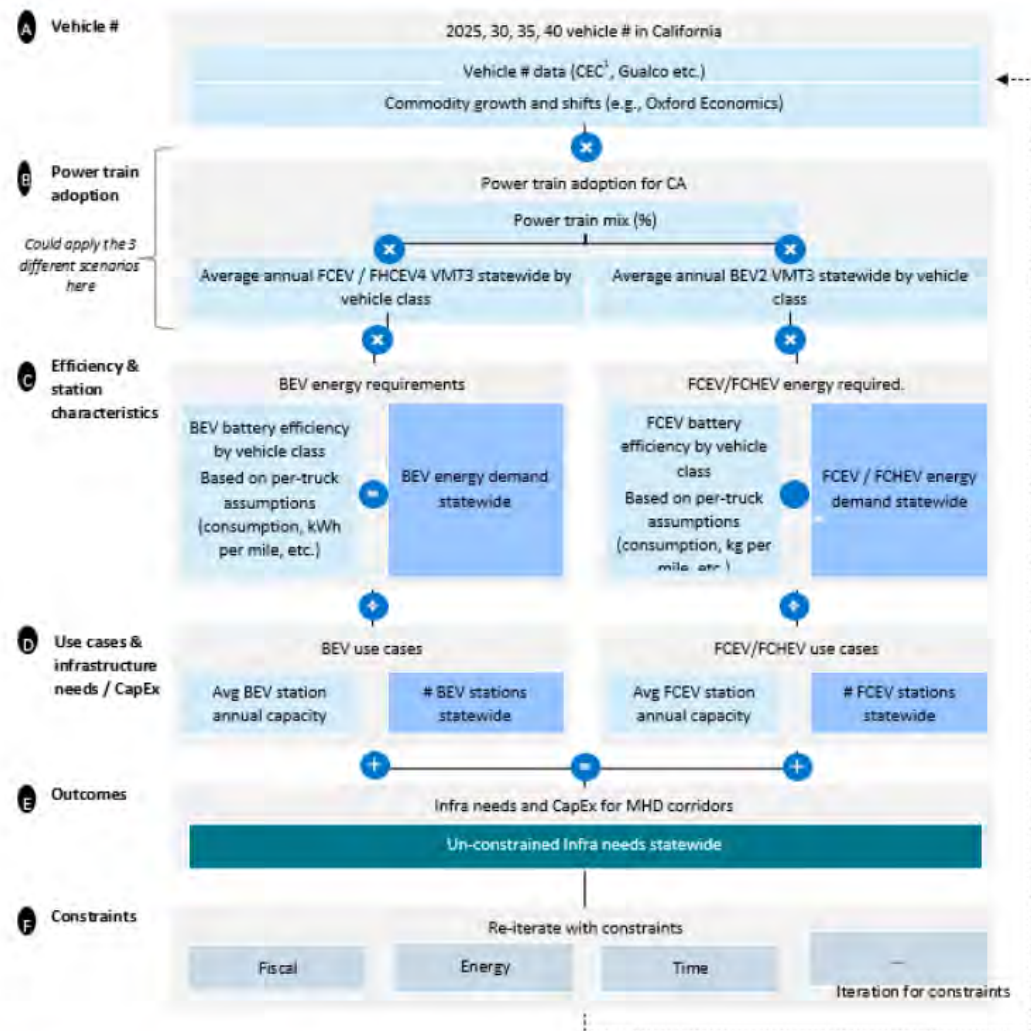 A Vehicle #
2025, 30, 35, 40 vehicle # in California
Vehicle # data (CEC¹, Gualco etc.)
Commodity growth and shifts (e.g., Oxford Economics)
B Power train
adoption
Could apply the 3
different scenarios
here
Power train adoption for CA
Power train mix (%)
Average annual FCEV / FHCEV4 VMT3 statewide by
vehicle class
Average annual BEV2 VMT3 statewide by vehicle
class
C Efficiency &
station
characteristics
BEV energy requirements
BEV battery efficiency
by vehicle class
Based on per-truck
assumptions
(consumption, kWh
per mile, etc.)
BEV energy demand
statewide
FCEV/FCHEV energy required.
FCEV battery
efficiency by vehicle
class
Based on per-truck
assumptions
(consumption, kg per
mile, etc.)
FCEV / FCHEV energy
demand statewide
D Use cases &
infrastructure
needs / CapEx
BEV use cases
Avg BEV station
annual capacity
# BEV stations
statewide
FCEV/FCHEV use cases
Avg FCEV station
annual capacity
# FCEV stations
statewide
E Outcomes
Infra needs and CapEx for MHD corridors
Un-constrained Infra needs statewide
F Constraints
Re-iterate with constraints
Fiscal
Energy
Time
...
Iteration for constraints